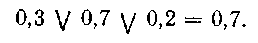 0,3 V 0,7 V 0,2 = 0,7.